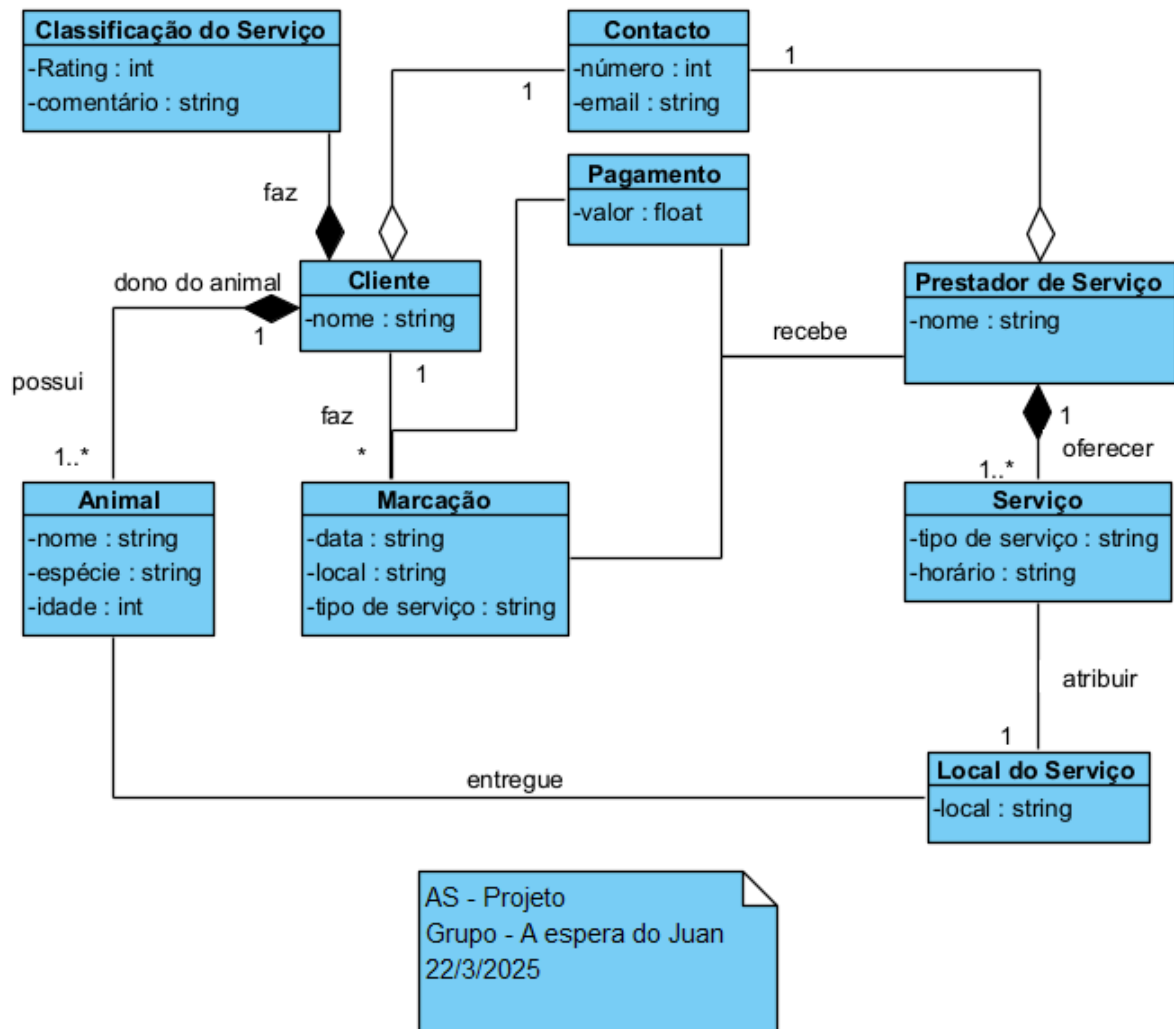 Classificação do Serviço
-Rating : int
-comentário : string
Contacto
-número : int
-email : string
1
1
Pagamento
-valor : float
faz
dono do animal
1
Cliente
-nome : string
1
Prestador de Serviço
-nome : string
recebe
possui
1..*
faz
*
1
oferecer
1..*
Animal
-nome : string
-espécie : string
-idade : int
Marcação
-data : string
-local : string
-tipo de serviço : string
Serviço
-tipo de serviço : string
-horário : string
atribuir
1
entregue
Local do Serviço
-local : string
AS - Projeto
Grupo - A espera do Juan
22/3/2025